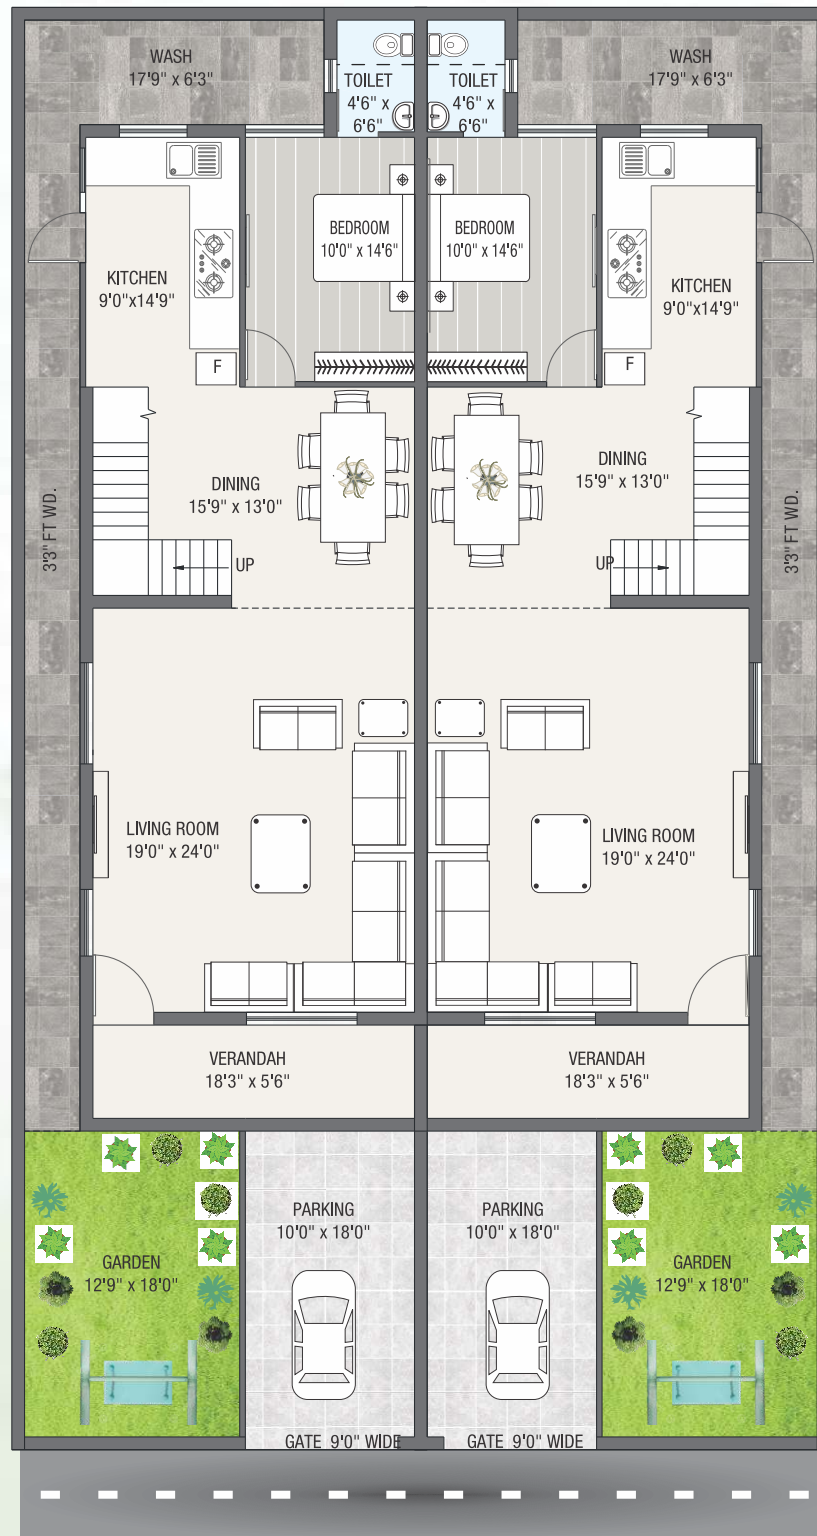 WASH
17'9" x 6'3"
TOILET
4'6" x
6'6"
TOILET
4'6" x
6'6"
WASH
17'9" x 6'3"
BEDROOM
10'0" x 14'6"
BEDROOM
10'0" x 14'6"
KITCHEN
9'0"x14'9"
KITCHEN
9'0"x14'9"
F
F
DINING
15'9" x 13'0"
DINING
15'9" x 13'0"
3'3" FT WD.
3'3" FT WD.
UP
UP
LIVING ROOM
19'0" x 24'0"
LIVING ROOM
19'0" x 24'0"
VERANDAH
18'3" x 5'6"
VERANDAH
18'3" x 5'6"
PARKING
10'0" x 18'0"
PARKING
10'0" x 18'0"
GARDEN
12'9" x 18'0"
GARDEN
12'9" x 18'0"
GATE 9'0" WIDE
GATE 9'0" WIDE